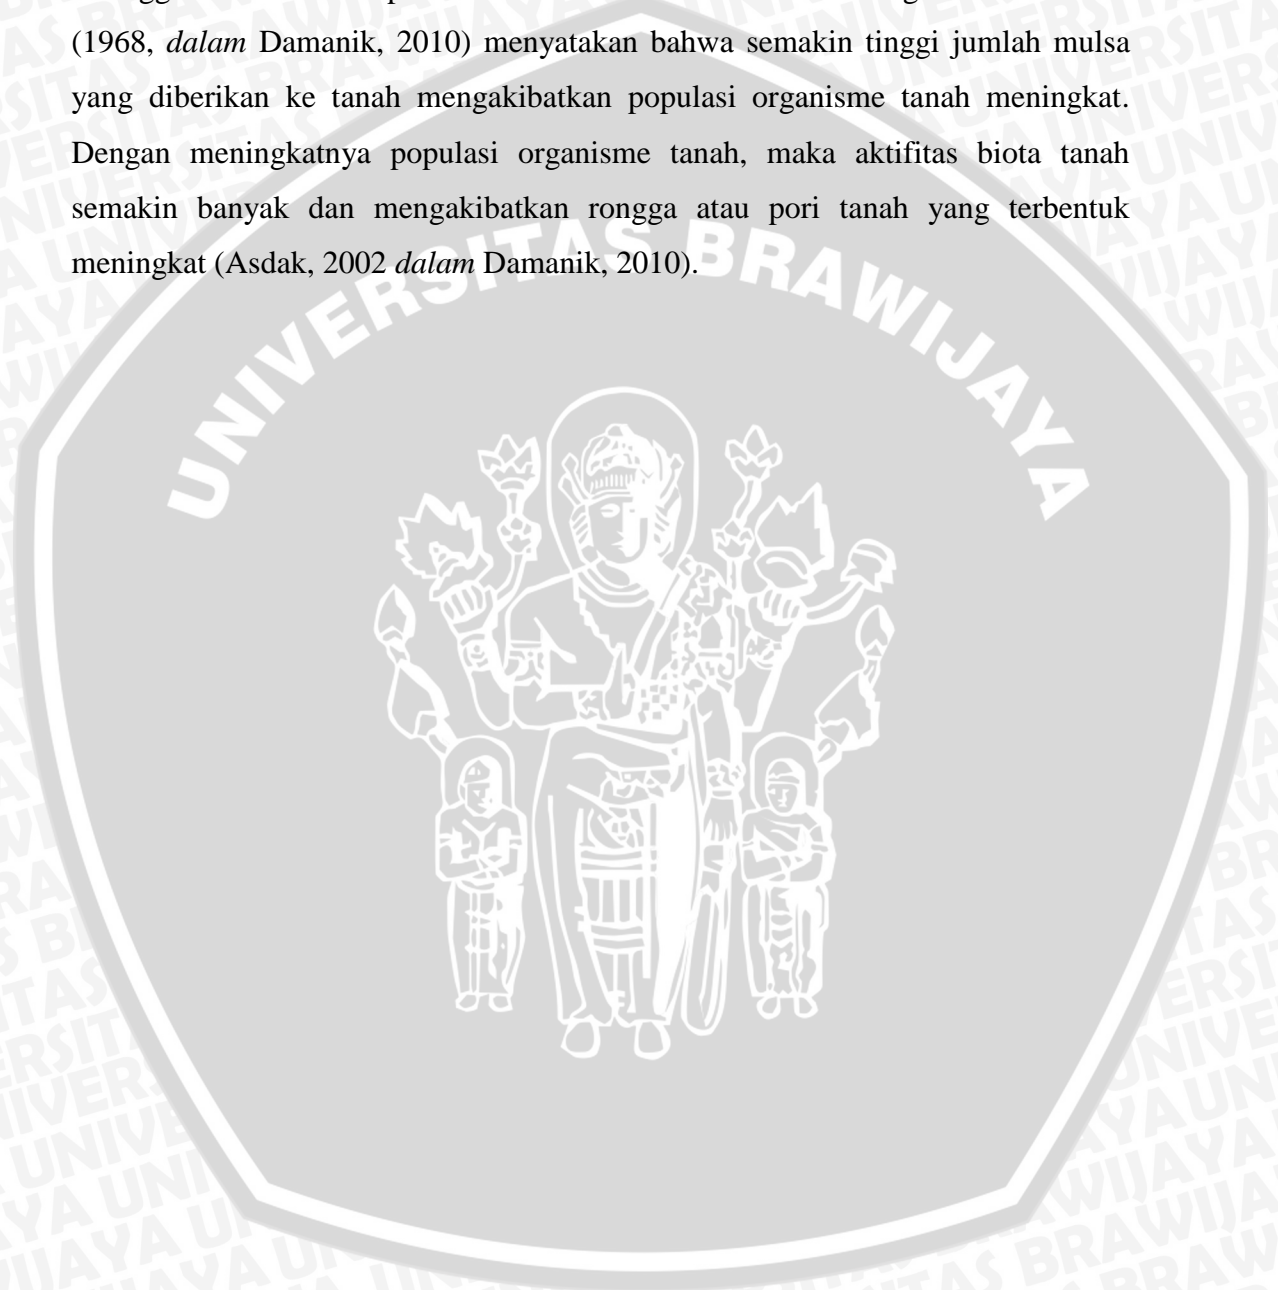 (1968, dalam Damanik, 2010) menyatakan bahwa semakin tinggi jumlah mulsa
yang diberikan ke tanah mengakibatkan populasi organisme tanah meningkat.
Dengan meningkatnya populasi organisme tanah, maka aktifitas biota tanah
semakin banyak dan mengakibatkan rongga atau pori tanah yang terbentuk
meningkat (Asdak, 2002 dalam Damanik, 2010).
UNIVERSITAS BRAWIJAYA